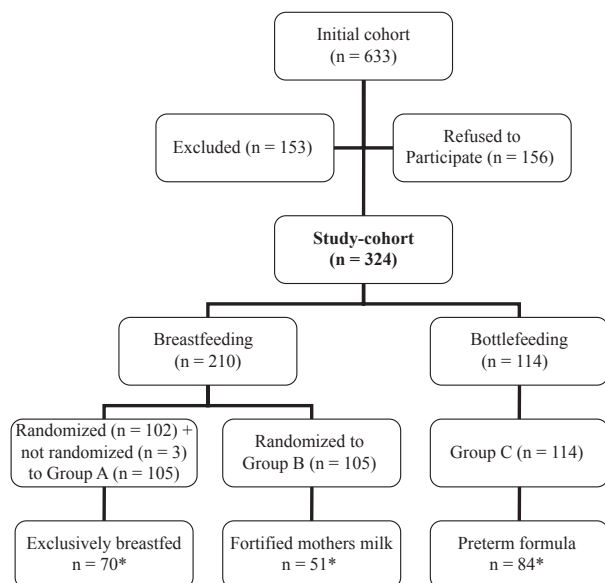 Initial cohort
(n = 633)
Excluded (n = 153)
Refused to
Participate (n = 156)
Study-cohort
(n = 324)
Breastfeeding
(n = 210)
Bottlefeeding
(n = 114)
Randomized (n = 102) +
not randomized (n = 3)
to Group A (n = 105)
Randomized to
Group B (n = 105)
Group C (n = 114)
Exclusively breastfed
n = 70*
Fortified mothers milk
n = 51*
Preterm formula
n = 84*